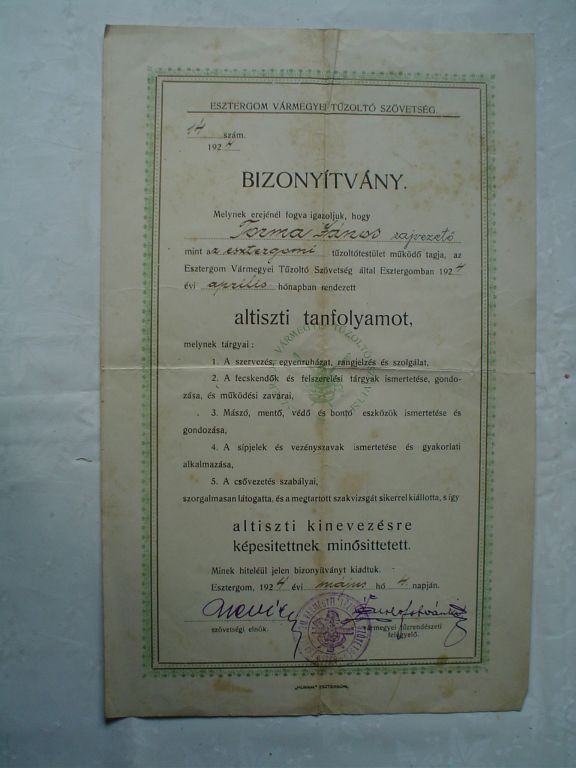 ESZTERGOM VÁRMEGYEI TŰZOLTÓ SZÖVETSÉG.
14 szám.
1924
BIZONYÍTVÁNY.
Melynek erejénél fogva igazoljuk, hogy
Torma János rajvezető
mint az esztergomi tűzoltótestület működő tagja, az
Esztergom Vármegyei Tűzoltó Szövetség által Esztergomban 1924
évi április hónapban rendezett
altiszti tanfolyamot,
melynek tárgyai:
1. A szervezés, egyenruházat, rangjelzés és szolgálat,
2. A fecskendők és felszerelési tárgyak ismertetése, gondo-
zása, és működési zavarai,
3. Mászó, mentő, védő és bontó eszközök ismertetése és
gondozása,
4. A sípjelek és vezényszavak ismertetése és gyakorlati
alkalmazása,
5. A csővezetés szabályai,
szorgalmasan látogatta, és a megtartott szakvizsgát sikerrel kiállotta, s így
altiszti kinevezésre
képesitettnek minősittetett.
Minek hiteléül jelen bizonyítványt kiadtuk.
Esztergom, 1924 évi május hó 4 napján.
szövetségi elnök.
vármegyei tűzrendészeti
felügyelő.
„HUNNIA" ESZTERGOM.